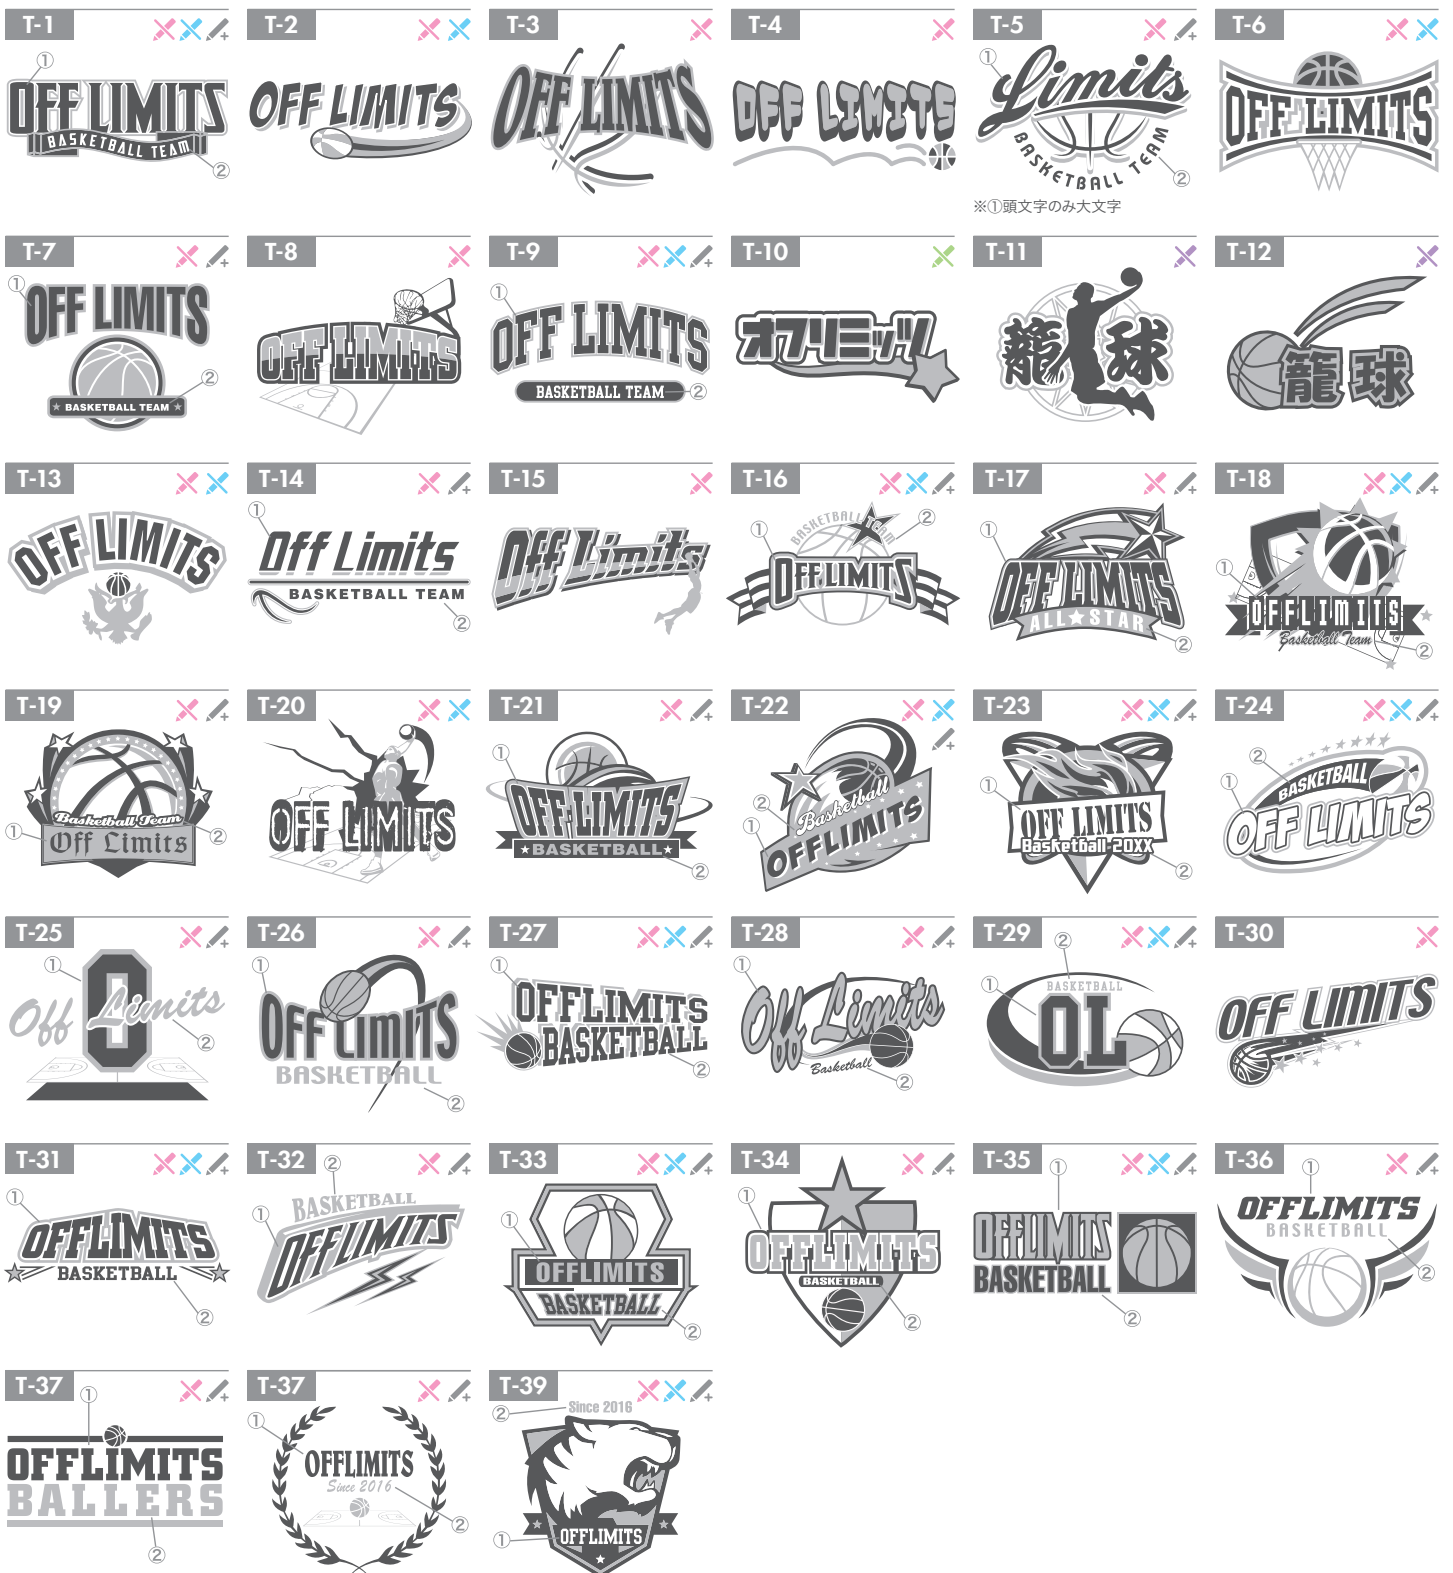 T-1
①
OFF LIMITS
BASKETBALL TEAM
②
T-2
OFF LIMITS
T-3
OFF LIMITS
T-4
OFF LIMITS
T-5
①
Limits
BASKETBALL TEAM
②
※①頭文字のみ大文字
T-6
OFF LIMITS
T-7
①
OFF LIMITS
②
★ BASKETBALL TEAM ★
T-8
OFF LIMITS
T-9
①
OFF LIMITS
BASKETBALL TEAM
②
T-10
オフリミッツ
T-11
籠球
T-12
籠球
T-13
OFF LIMITS
T-14
①
Off Limits
BASKETBALL TEAM
②
T-15
Off Limits
T-16
①
BASKETBALL TEAM
②
OFF LIMITS
T-17
①
OFF LIMITS
ALL★STAR
②
T-18
①
OFFLIMITS
Basketball Team
②
T-19
Basketball Team
①
Off Limits
②
T-20
OFF LIMITS
T-21
①
OFF LIMITS
★BASKETBALL★
②
T-22
②
Basketball
①
OFFLIMITS
T-23
①
OFF LIMITS
Basketball 20XX
②
T-24
②
BASKETBALL
①
OFF LIMITS
T-25
①
O
Off Limits
②
T-26
①
OFF LimITS
BASKETBALL
②
T-27
①
OFFLIMITS
BASKETBALL
②
T-28
①
Off Limits
Basketball
②
T-29
②
BASKETBALL
①
OL
T-30
OFF LIMITS
T-31
①
OFFLIMITS
BASKETBALL
②
T-32
②
BASKETBALL
①
OFFLIMITS
T-33
①
OFFLIMITS
BASKETBALL
②
T-34
①
OFFLIMITS
BASKETBALL
②
T-35
①
OFFLIMITS
BASKETBALL
②
T-36
①
OFFLIMITS
BASKETBALL
②
T-37
①
OFFLIMITS
BALLERS
②
T-37
①
OFFLIMITS
Since 2016
②
T-39
Since 2016
②
①
OFFLIMITS